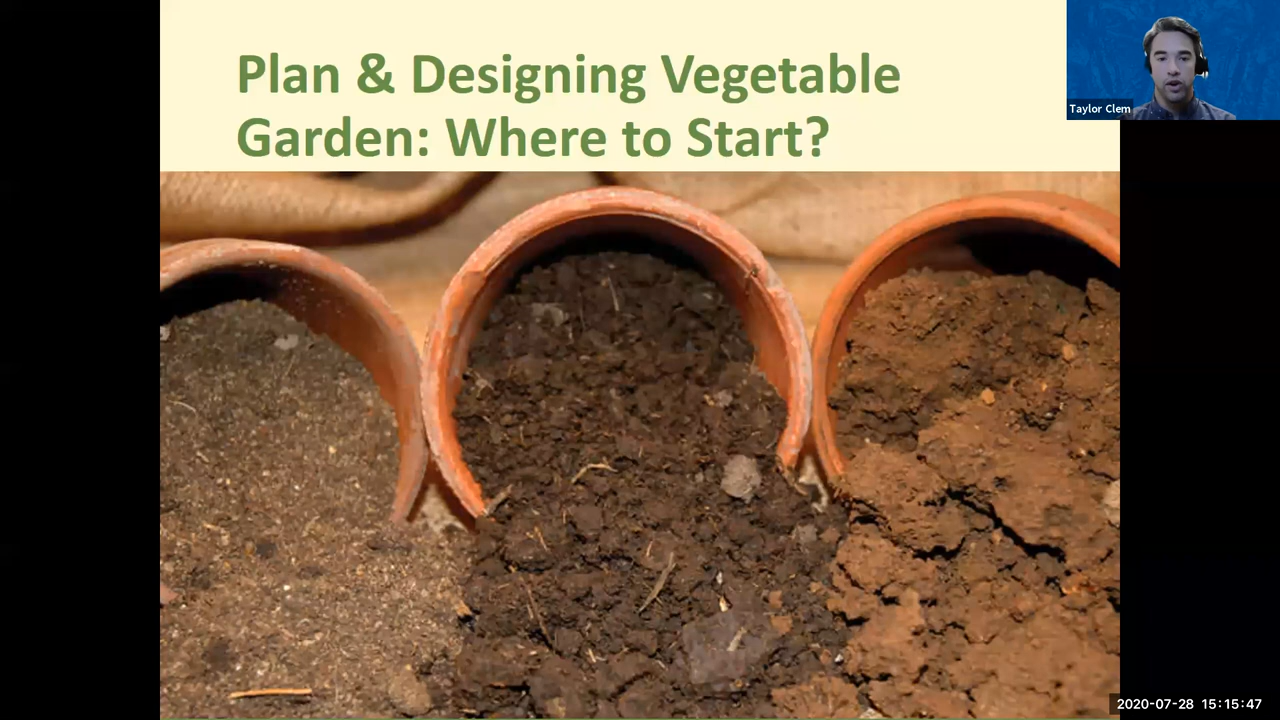 Plan & Designing Vegetable
Garden: Where to Start?
Taylor Clem
2020-07-28 15:15:47